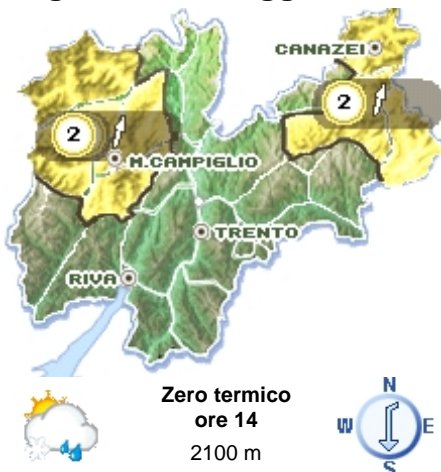 CANAZEI
2
2
M.CAMPIGLIO
TRENTO
RIVA
Zero termico
ore 14
2100 m
N
W E
S